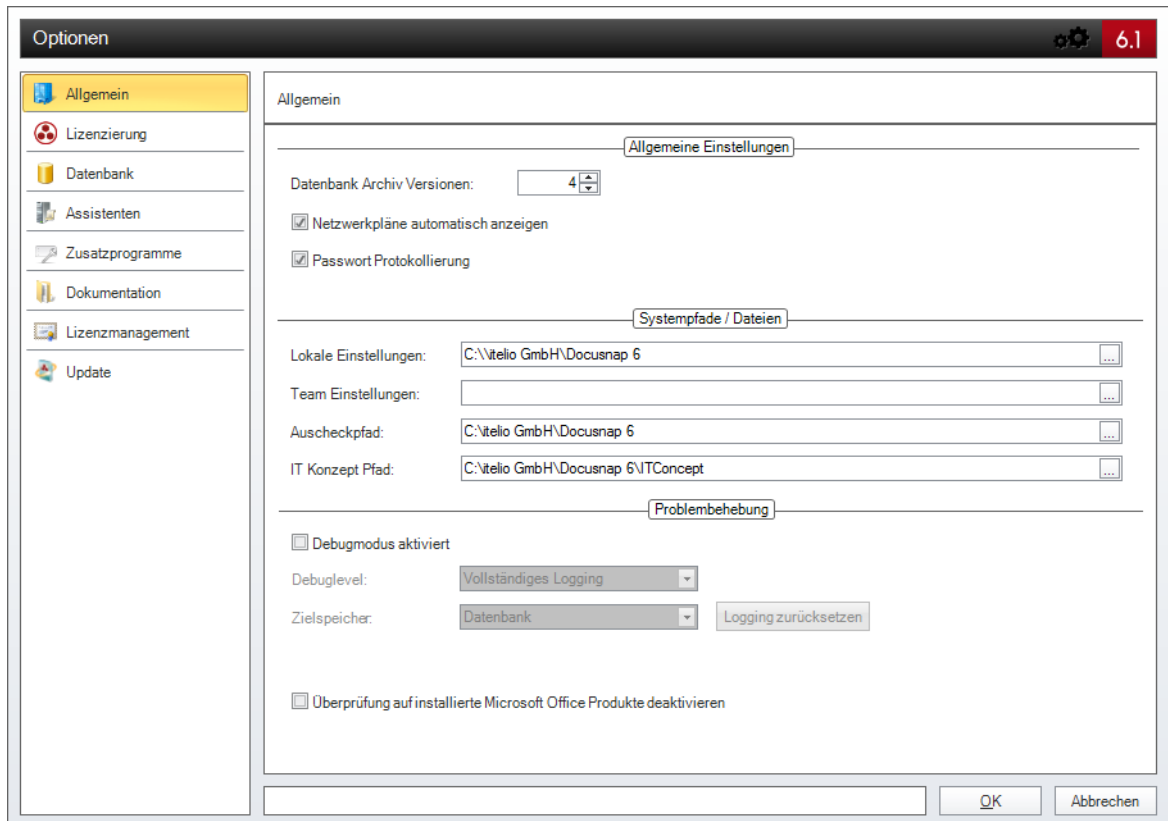 Optionen
6.1
Allgemein
Lizenzierung
Datenbank
Assistenten
Zusatzprogramme
Dokumentation
Lizenzmanagement
Update
Allgemein
Allgemeine Einstellungen
Datenbank Archiv Versionen: 4
Netzwerkpläne automatisch anzeigen
Passwort Protokollierung
Systempfade / Dateien
Lokale Einstellungen: C:\\itelio GmbH\Docusnap 6 ...
Team Einstellungen: ...
Auscheckpfad: C:\itelio GmbH\Docusnap 6 ...
IT Konzept Pfad: C:\itelio GmbH\Docusnap 6\ITConcept ...
Problembehebung
Debugmodus aktiviert
Debuglevel: Vollständiges Logging
Zielspeicher: Datenbank Logging zurücksetzen
Überprüfung auf installierte Microsoft Office Produkte deaktivieren
OK Abbrechen